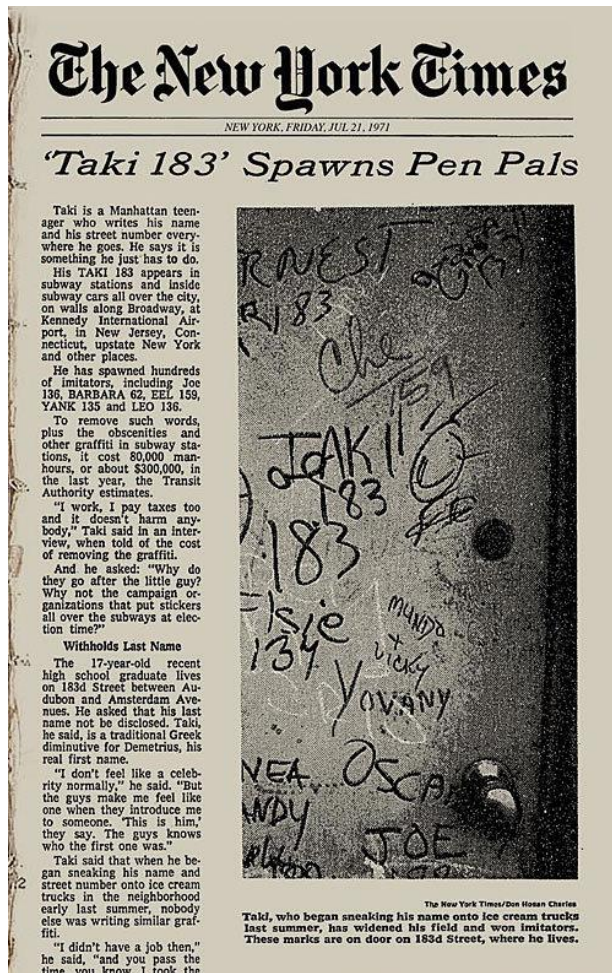 The New York Times
NEW YORK, FRIDAY, JUL 21, 1971
‘Taki 183’ Spawns Pen Pals
Taki is a Manhattan teen-
ager who writes his name
and his street number every-
where he goes. He says it is
something he just has to do.
His TAKI 183 appears in
subway stations and inside
subway cars all over the city,
on walls along Broadway, at
Kennedy International Air-
port, in New Jersey, Con-
necticut, upstate New York
and other places.
He has spawned hundreds
of imitators, including Joe
136, BARBARA 62, EEL 159,
YANK 135 and LEO 136.
To remove such words,
plus the obscenities and
other graffiti in subway sta-
tions, it cost 80,000 man-
hours, or about $300,000, in
the last year, the Transit
Authority estimates.
"I work, I pay taxes too
and it doesn't harm any-
body," Taki said in an inter-
view, when told of the cost
of removing the graffiti.
And he asked: "Why do
they go after the little guy?
Why not the campaign or-
ganizations that put stickers
all over the subways at elec-
tion time?"
Withholds Last Name
The 17-year-old recent
high school graduate lives
on 183d Street between Au-
dubon and Amsterdam Ave-
nues. He asked that his last
name not be disclosed. Taki,
he said, is a traditional Greek
diminutive for Demetrius, his
real first name.
"I don't feel like a celeb-
rity normally," he said. "But
the guys make me feel like
one when they introduce me
to someone. 'This is him,'
they say. The guys knows
who the first one was."
Taki said that when he be-
gan sneaking his name and
street number onto ice cream
trucks in the neighborhood
early last summer, nobody
else was writing similar graf-
fiti.
"I didn't have a job then,"
he said, "and you pass the
time, you know. I took the
RNEST
R 183
Che
159
TAKI
183
183
Elsie
134
MUNDO
+
VICKY
YOVANY
NEA
OSCAR
ANDY
JOE
The New York Times/Don Hogan Charles
Taki, who began sneaking his name onto ice cream trucks
last summer, has widened his field and won imitators.
These marks are on door on 183d Street, where he lives.